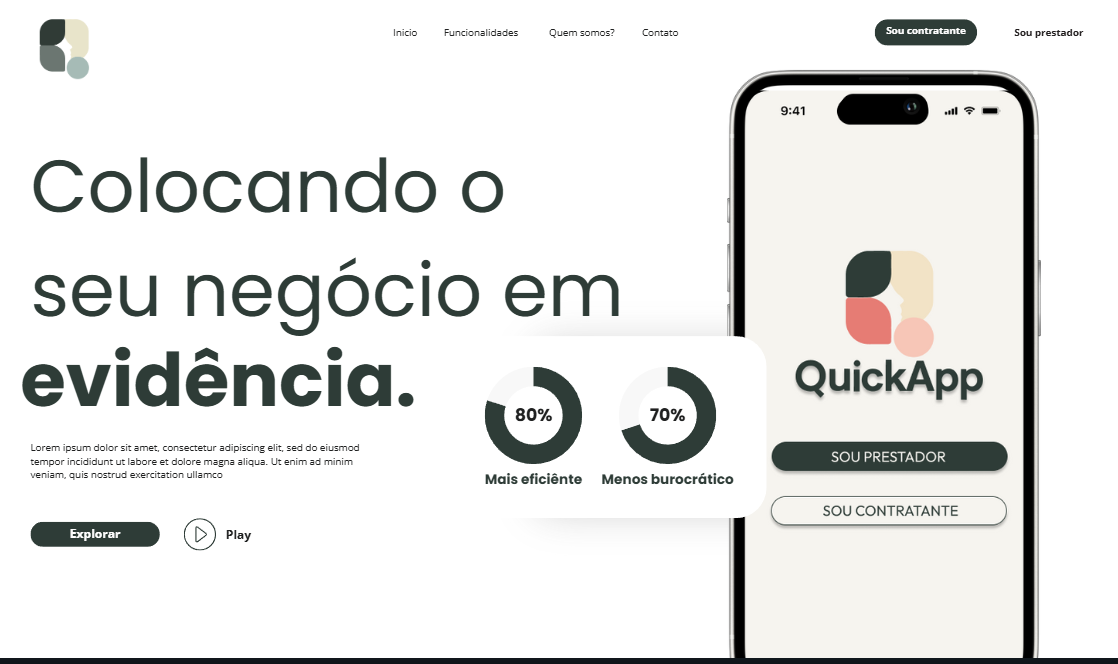 Inicio Funcionalidades Quem somos? Contato Sou contratante Sou prestador
9:41
Colocando o
seu negócio em
evidência.
Lorem ipsum dolor sit amet, consectetur adipiscing elit, sed do eiusmod
tempor incididunt ut labore et dolore magna aliqua. Ut enim ad minim
veniam, quis nostrud exercitation ullamco
Explorar Play
80% 70%
Mais eficiênte Menos burocrático
QuickApp
SOU PRESTADOR
SOU CONTRATANTE